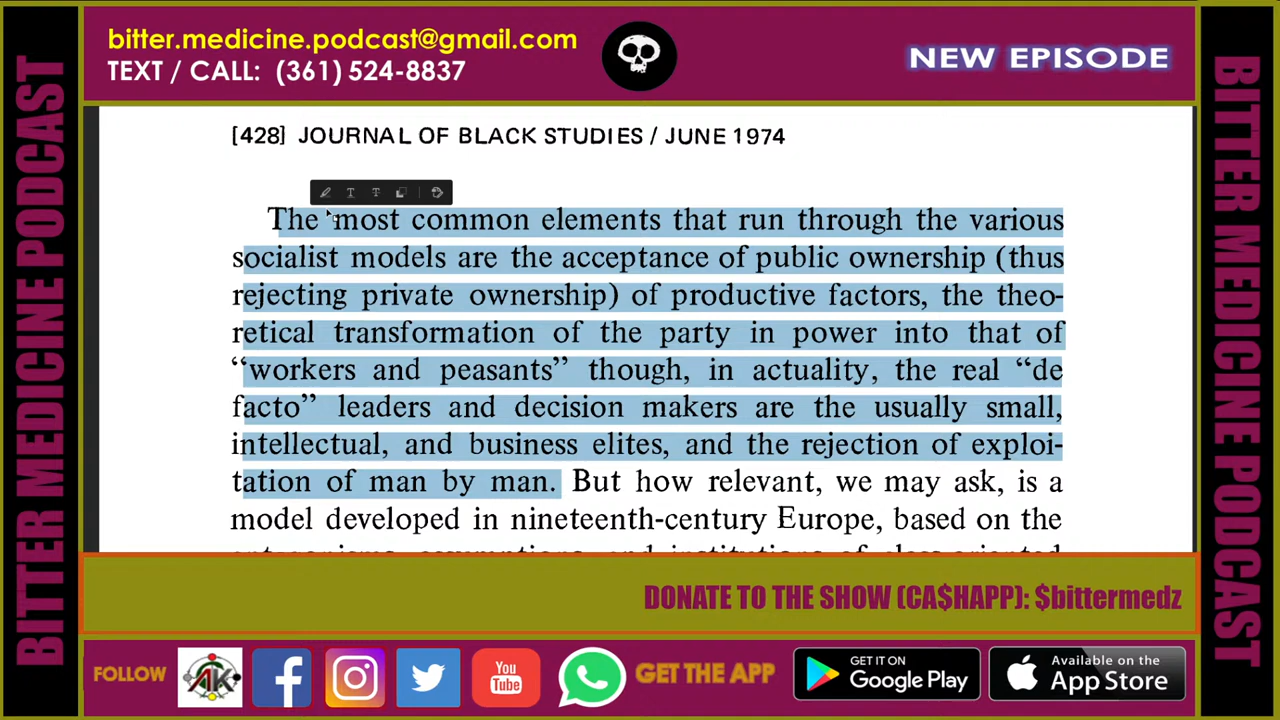 bitter.medicine.podcast@gmail.com
TEXT / CALL: (361) 524-8837
NEW EPISODE
BITTER MEDICINE PODCAST
[428] JOURNAL OF BLACK STUDIES / JUNE 1974
The most common elements that run through the various
socialist models are the acceptance of public ownership (thus
rejecting private ownership) of productive factors, the theo-
retical transformation of the party in power into that of
“workers and peasants” though, in actuality, the real “de
facto” leaders and decision makers are the usually small,
intellectual, and business elites, and the rejection of exploi-
tation of man by man. But how relevant, we may ask, is a
model developed in nineteenth-century Europe, based on the
BITTER MEDICINE PODCAST
DONATE TO THE SHOW (CA$HAPP): $bittermedz
FOLLOW
ATK
You
Tube
GET THE APP
GET IT ON
Google Play
Available on the
App Store